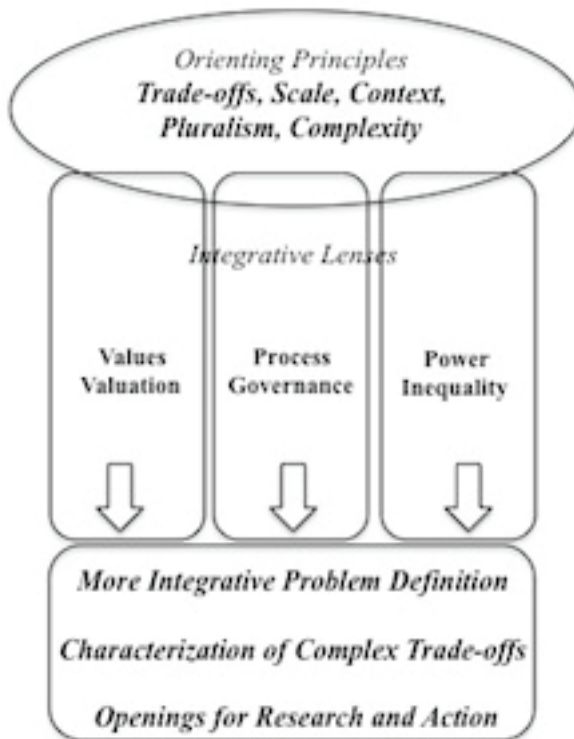 Orienting Principles
Trade-offs, Scale, Context,
Pluralism, Complexity
Integrative Lenses
Values
Valuation
Process
Governance
Power
Inequality
More Integrative Problem Definition
Characterization of Complex Trade-offs
Openings for Research and Action